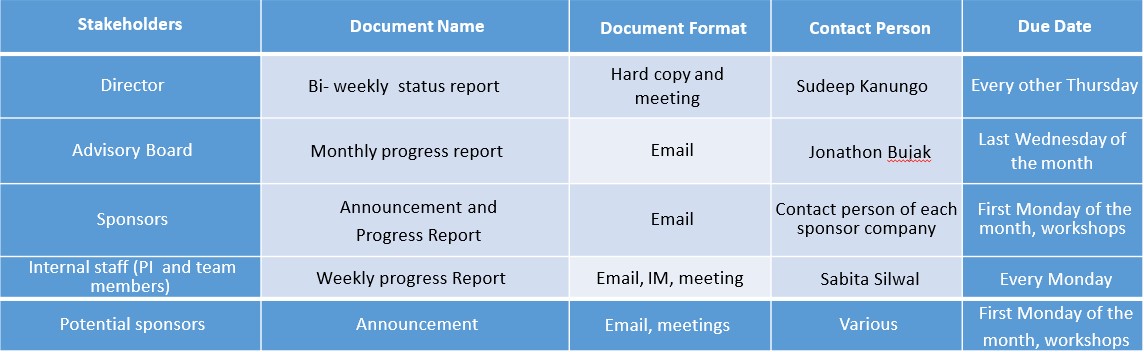 Stakeholders
Document Name
Document Format
Contact Person
Due Date
Director
Bi- weekly  status report
Hard copy and
meeting
Sudeep Kanungo
Every other Thursday
Advisory Board
Monthly progress report
Email
Jonathon Bujak
Last Wednesday of
the month
Sponsors
Announcement and
Progress Report
Email
Contact person of each
sponsor company
First Monday of the
month, workshops
Internal staff (PI  and team
members)
Weekly progress Report
Email, IM, meeting
Sabita Silwal
Every Monday
Potential sponsors
Announcement
Email, meetings
Various
First Monday of the
month, workshops